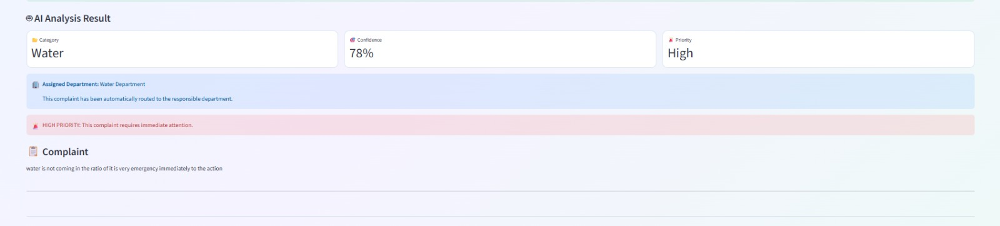 AI Analysis Result
Category
Water
Confidence
78%
Priority
High
Assigned Department: Water Department
This complaint has been automatically routed to the responsible department.
HIGH PRIORITY: This complaint requires immediate attention.
Complaint
water is not coming in the ratio of it is very emergency immediately to the action